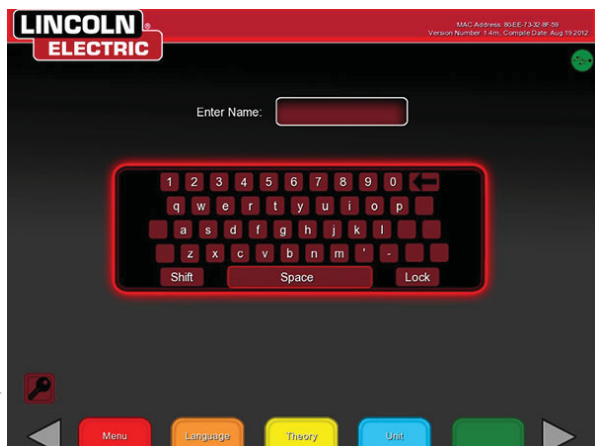 LINCOLN®
ELECTRIC
MAC Address: 80-EE-73-32-8F-59
Version Number: 1.4m, Compile Date: Aug 19 2012
Enter Name:
1 2 3 4 5 6 7 8 9 0
q w e r t y u i o p
a s d f g h j k l
z x c v b n m ' -
Shift Space Lock
Menu Language Theory Unit